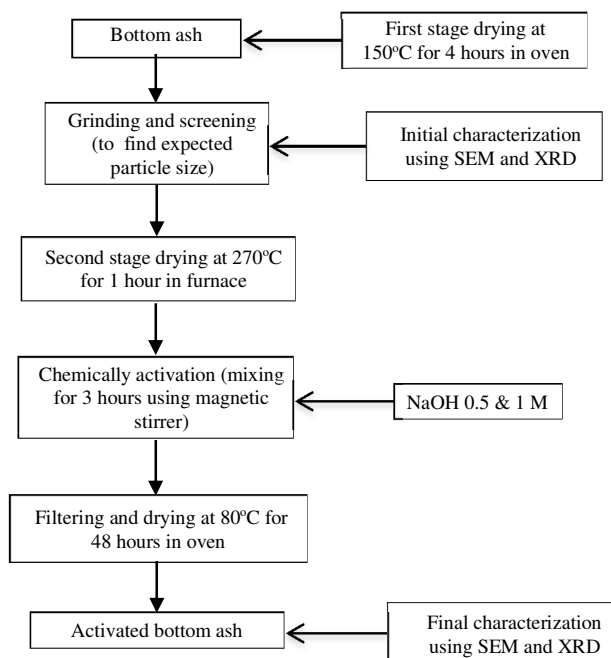 Bottom ash
First stage drying at
150ºC for 4 hours in oven
Grinding and screening
(to find expected
particle size)
Initial characterization
using SEM and XRD
Second stage drying at 270ºC
for 1 hour in furnace
Chemically activation (mixing
for 3 hours using magnetic
stirrer)
NaOH 0.5 & 1 M
Filtering and drying at 80ºC for
48 hours in oven
Activated bottom ash
Final characterization
using SEM and XRD